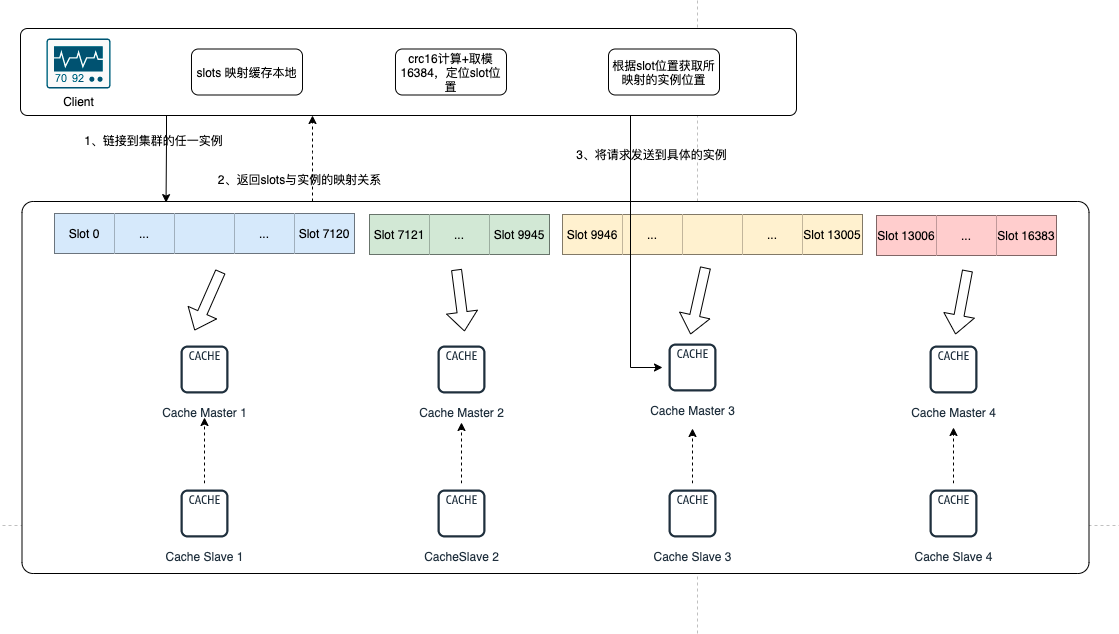 70 92
Client
slots 映射缓存本地
crc16计算+取模
16384，定位slot位
置
根据slot位置获取所
映射的实例位置
1、链接到集群的任一实例
2、返回slots与实例的映射关系
3、将请求发送到具体的实例
Slot 0
...
...
Slot 7120
Slot 7121
...
Slot 9945
Slot 9946
...
...
Slot 13005
Slot 13006
...
Slot 16383
CACHE
Cache Master 1
CACHE
Cache Master 2
CACHE
Cache Master 3
CACHE
Cache Master 4
CACHE
Cache Slave 1
CACHE
CacheSlave 2
CACHE
Cache Slave 3
CACHE
Cache Slave 4